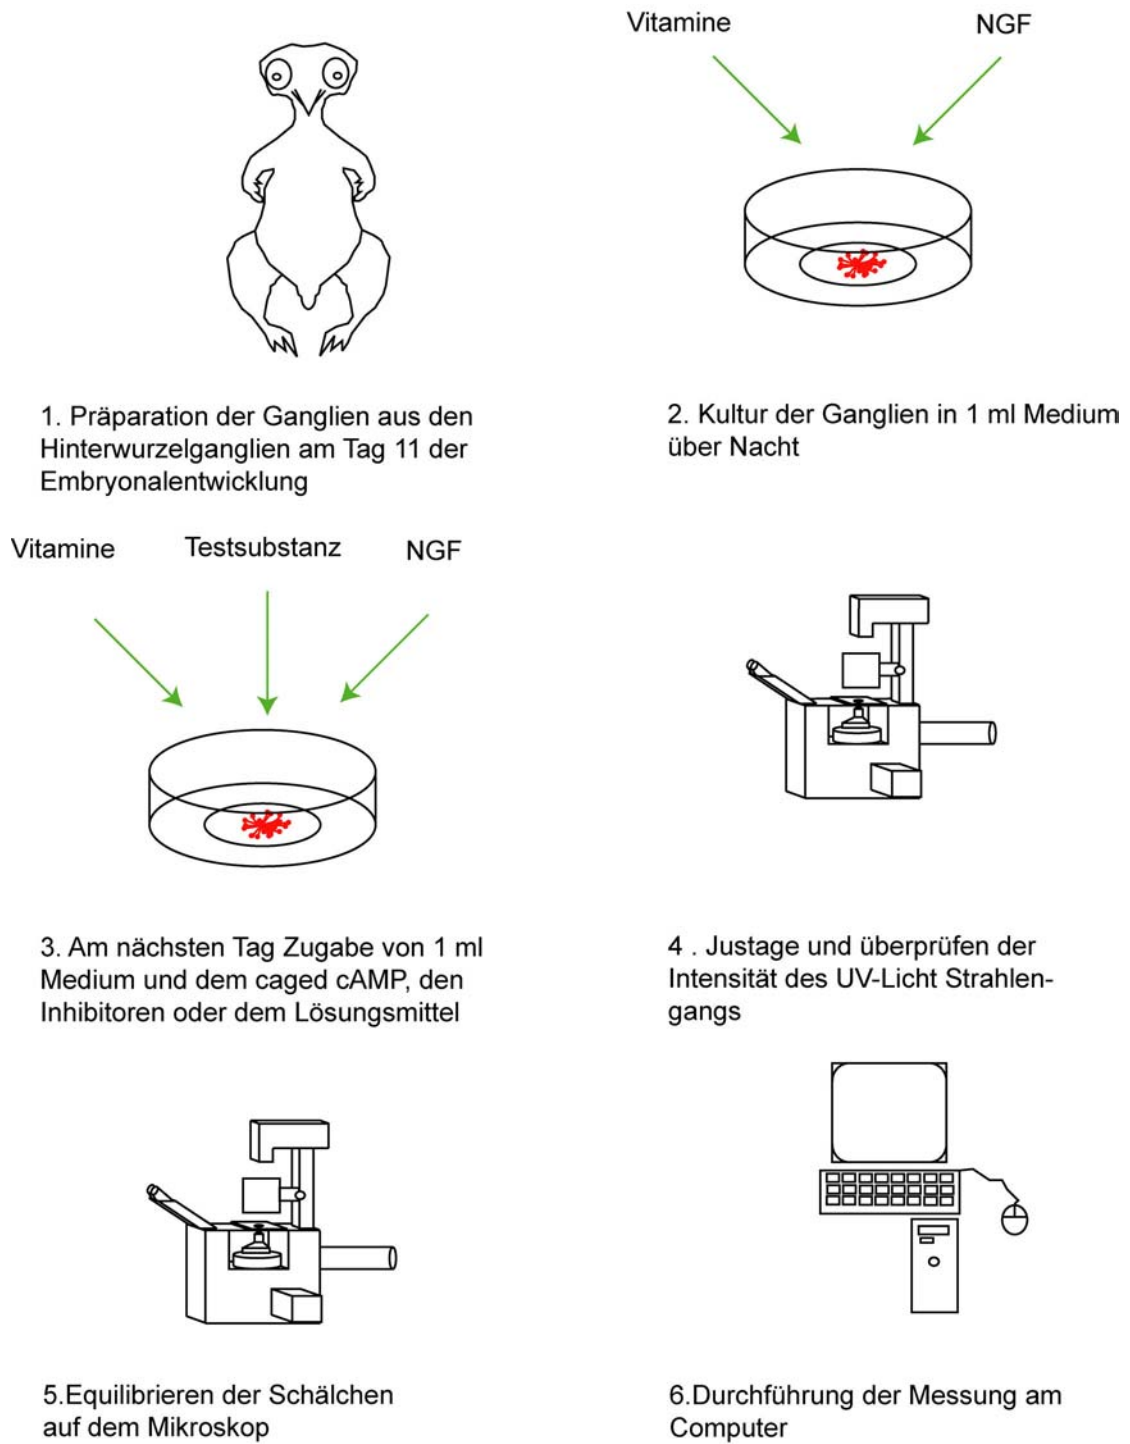 Vitamine
NGF
1. Präparation der Ganglien aus den
Hinterwurzelganglien am Tag 11 der
Embryonalentwicklung
2. Kultur der Ganglien in 1 ml Medium
über Nacht
Vitamine
Testsubstanz
NGF
3. Am nächsten Tag Zugabe von 1 ml
Medium und dem caged cAMP, den
Inhibitoren oder dem Lösungsmittel
4 . Justage und überprüfen der
Intensität des UV-Licht Strahlen-
gangs
5.Equilibrieren der Schälchen
auf dem Mikroskop
6.Durchführung der Messung am
Computer